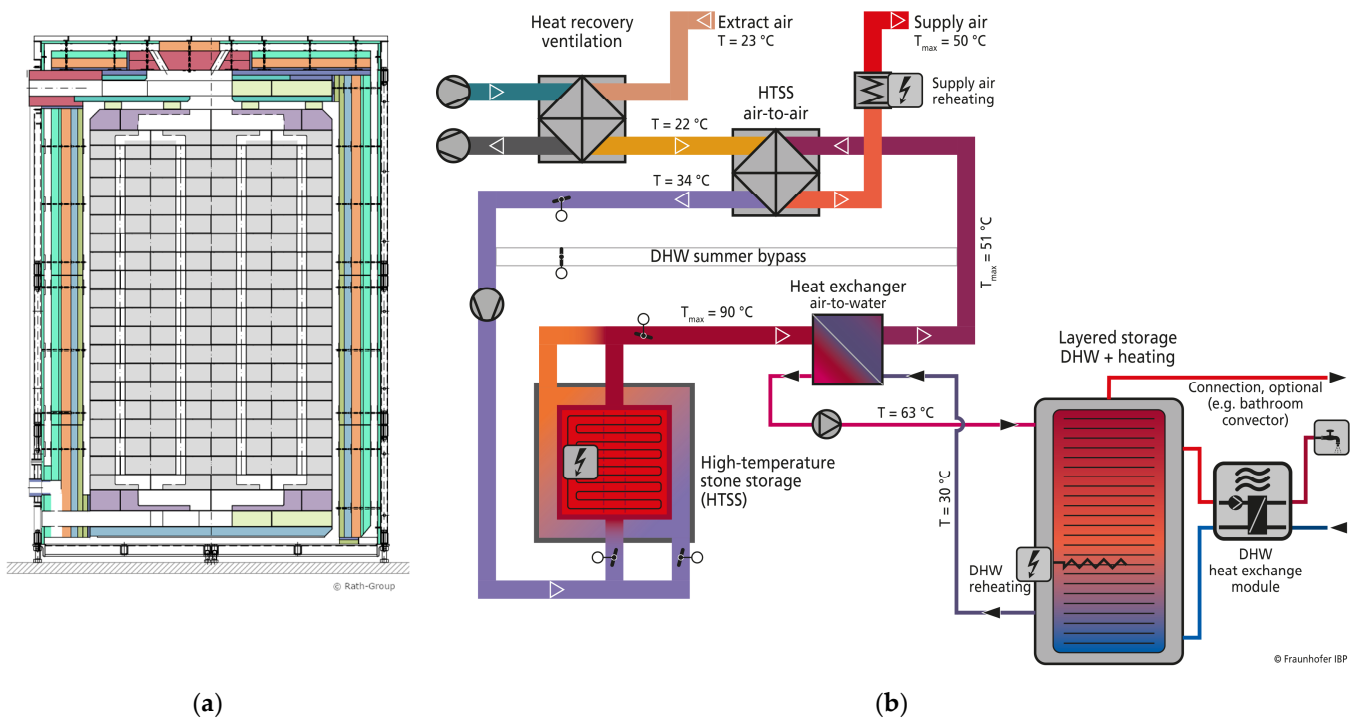 Heat recovery
ventilation
Extract air
T = 23 °C
Supply air
Tmax = 50 °C
Supply air
reheating
HTSS
air-to-air
T = 22 °C
T = 34 °C
DHW summer bypass
Tmax = 51 °C
Tmax = 90 °C
Heat exchanger
air-to-water
T = 63 °C
T = 30 °C
High-temperature
stone storage
(HTSS)
Layered storage
DHW + heating
Connection, optional
(e.g. bathroom
convector)
DHW
reheating
DHW
heat exchange
module
© Rath-Group
© Fraunhofer IBP
(a)
(b)